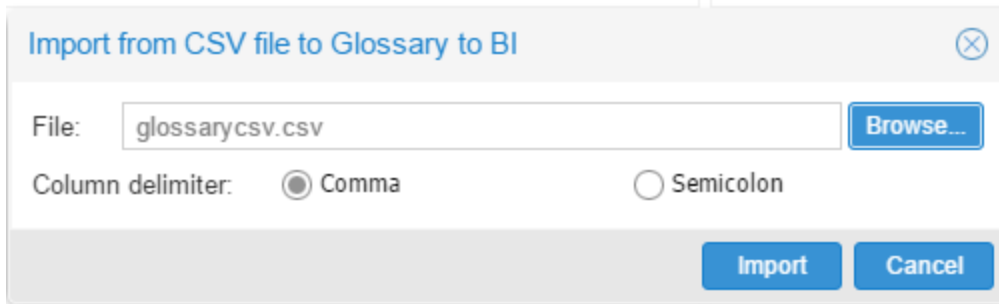 Import from CSV file to Glossary to BI
File: glossarycsv.csv Browse...
Column delimiter: Comma Semicolon
Import Cancel